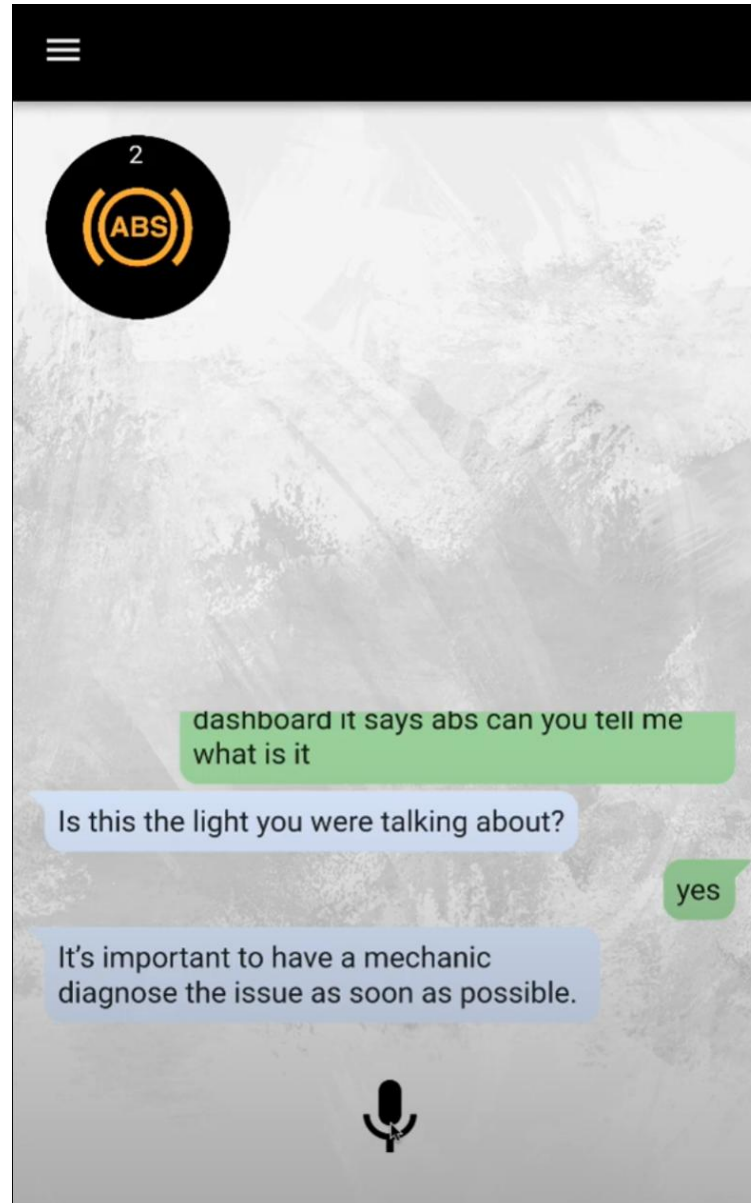 2
ABS
dashboard it says abs can you tell me
what is it
Is this the light you were talking about?
yes
It’s important to have a mechanic
diagnose the issue as soon as possible.